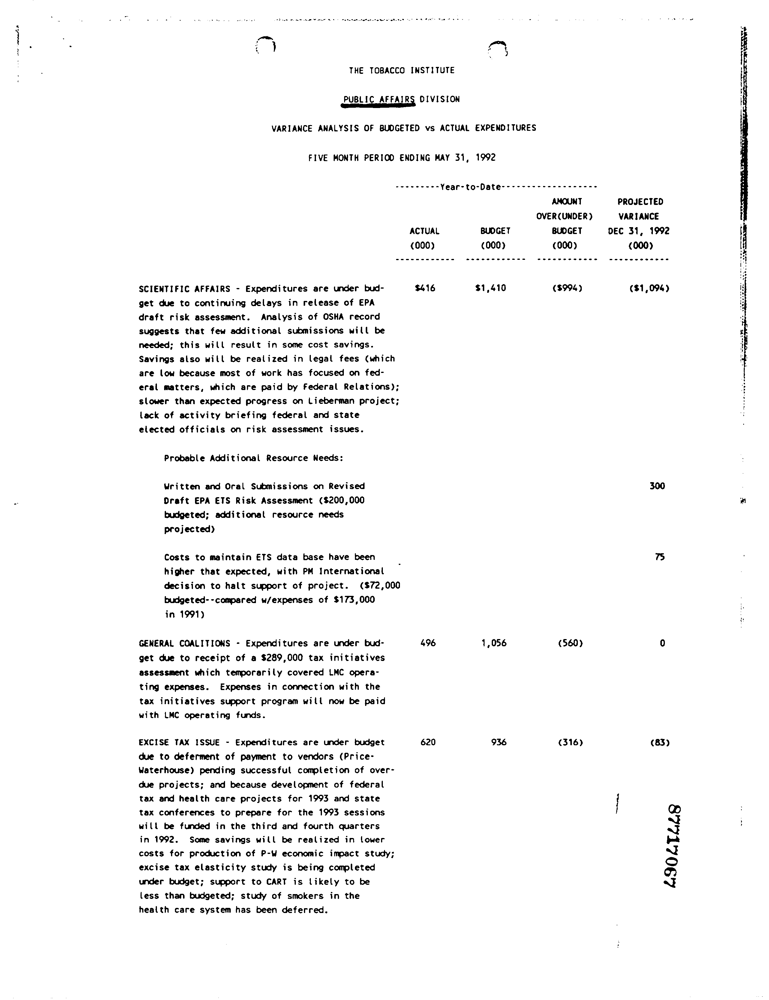 THE TOBACCO INSTITUTE
PUBLIC AFFAIRS DIVISION
VARIANCE ANALYSIS OF BUDGETED vs ACTUAL EXPENDITURES
FIVE MONTH PERIOD ENDING MAY 31, 1992
---------Year-to-Date-------------------
AMOUNT PROJECTED
OVER(UNDER) VARIANCE
ACTUAL BUDGET BUDGET DEC 31, 1992
(000) (000) (000) (000)
------------ ------------ ------------ ------------
SCIENTIFIC AFFAIRS - Expenditures are under bud- $416 $1,410 ($994) ($1,094)
get due to continuing delays in release of EPA
draft risk assessment. Analysis of OSHA record
suggests that few additional submissions will be
needed; this will result in some cost savings.
Savings also will be realized in legal fees (which
are low because most of work has focused on fed-
eral matters, which are paid by Federal Relations);
slower than expected progress on Lieberman project;
lack of activity briefing federal and state
elected officials on risk assessment issues.
Probable Additional Resource Needs:
Written and Oral Submissions on Revised 300
Draft EPA ETS Risk Assessment ($200,000
budgeted; additional resource needs
projected)
Costs to maintain ETS data base have been 75
higher that expected, with PM International
decision to halt support of project. ($72,000
budgeted--compared w/expenses of $173,000
in 1991)
GENERAL COALITIONS - Expenditures are under bud- 496 1,056 (560) 0
get due to receipt of a $289,000 tax initiatives
assessment which temporarily covered LMC opera-
ting expenses. Expenses in connection with the
tax initiatives support program will now be paid
with LMC operating funds.
EXCISE TAX ISSUE - Expenditures are under budget 620 936 (316) (83)
due to deferment of payment to vendors (Price-
Waterhouse) pending successful completion of over-
due projects; and because development of federal
tax and health care projects for 1993 and state
tax conferences to prepare for the 1993 sessions
will be funded in the third and fourth quarters
in 1992. Some savings will be realized in lower
costs for production of P-W economic impact study;
excise tax elasticity study is being completed
under budget; support to CART is likely to be
less than budgeted; study of smokers in the
health care system has been deferred.
87717067